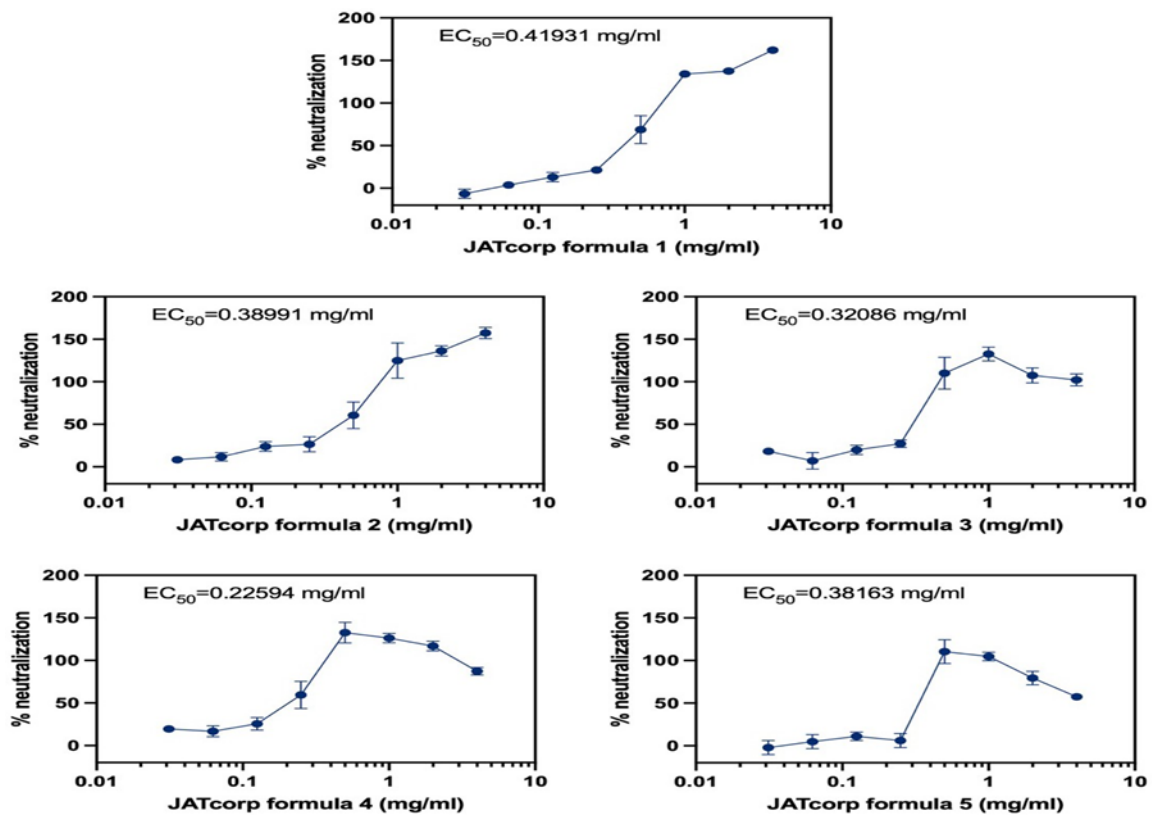 200
EC50=0.41931 mg/ml
150
100
50
0
% neutralization
0.01 0.1 1 10
JATcorp formula 1 (mg/ml)
200
EC50=0.38991 mg/ml
150
100
50
0
% neutralization
0.01 0.1 1 10
JATcorp formula 2 (mg/ml)
200
EC50=0.32086 mg/ml
150
100
50
0
% neutralization
0.01 0.1 1 10
JATcorp formula 3 (mg/ml)
200
EC50=0.22594 mg/ml
150
100
50
0
% neutralization
0.01 0.1 1 10
JATcorp formula 4 (mg/ml)
200
EC50=0.38163 mg/ml
150
100
50
0
% neutralization
0.01 0.1 1 10
JATcorp formula 5 (mg/ml)